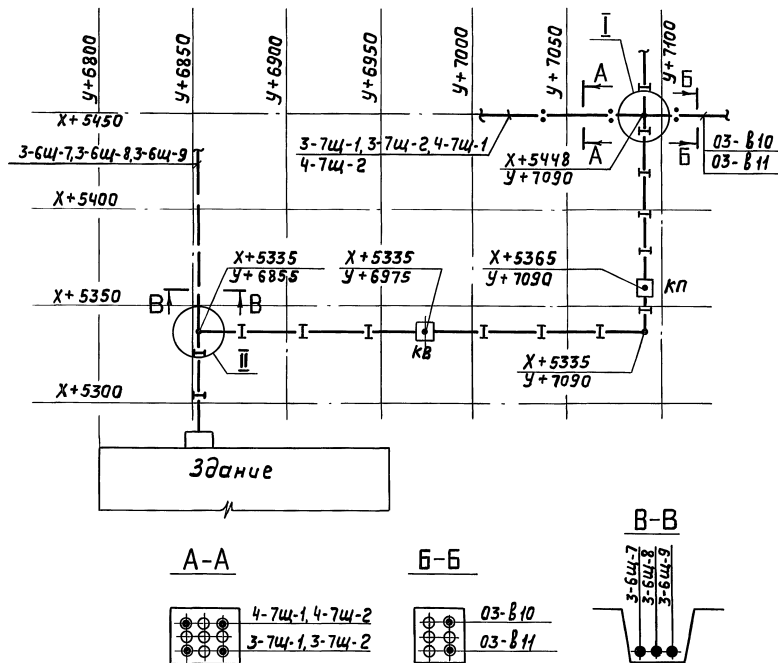 У+6800
У+6850
У+6900
У+6950
У+7000
У+7050
У+7100
I
А
Б
Х+5450
3-6щ-7,3-6щ-8,3-6щ-9
3-7щ-1,3-7щ-2,4-7щ-1
4-7щ-2
А
Б
03-в10
03-в11
Х+5448
У+7090
Х+5400
Х+5335
У+6855
Х+5335
У+6975
Х+5365
У+7090
Х+5350
В
В
КП
II
КВ
Х+5335
У+7090
Х+5300
Здание
А-А
Б-Б
В-В
4-7щ-1, 4-7щ-2
3-7щ-1, 3-7щ-2
03-в10
03-в11
3-6щ-7
3-6щ-8
3-6щ-9